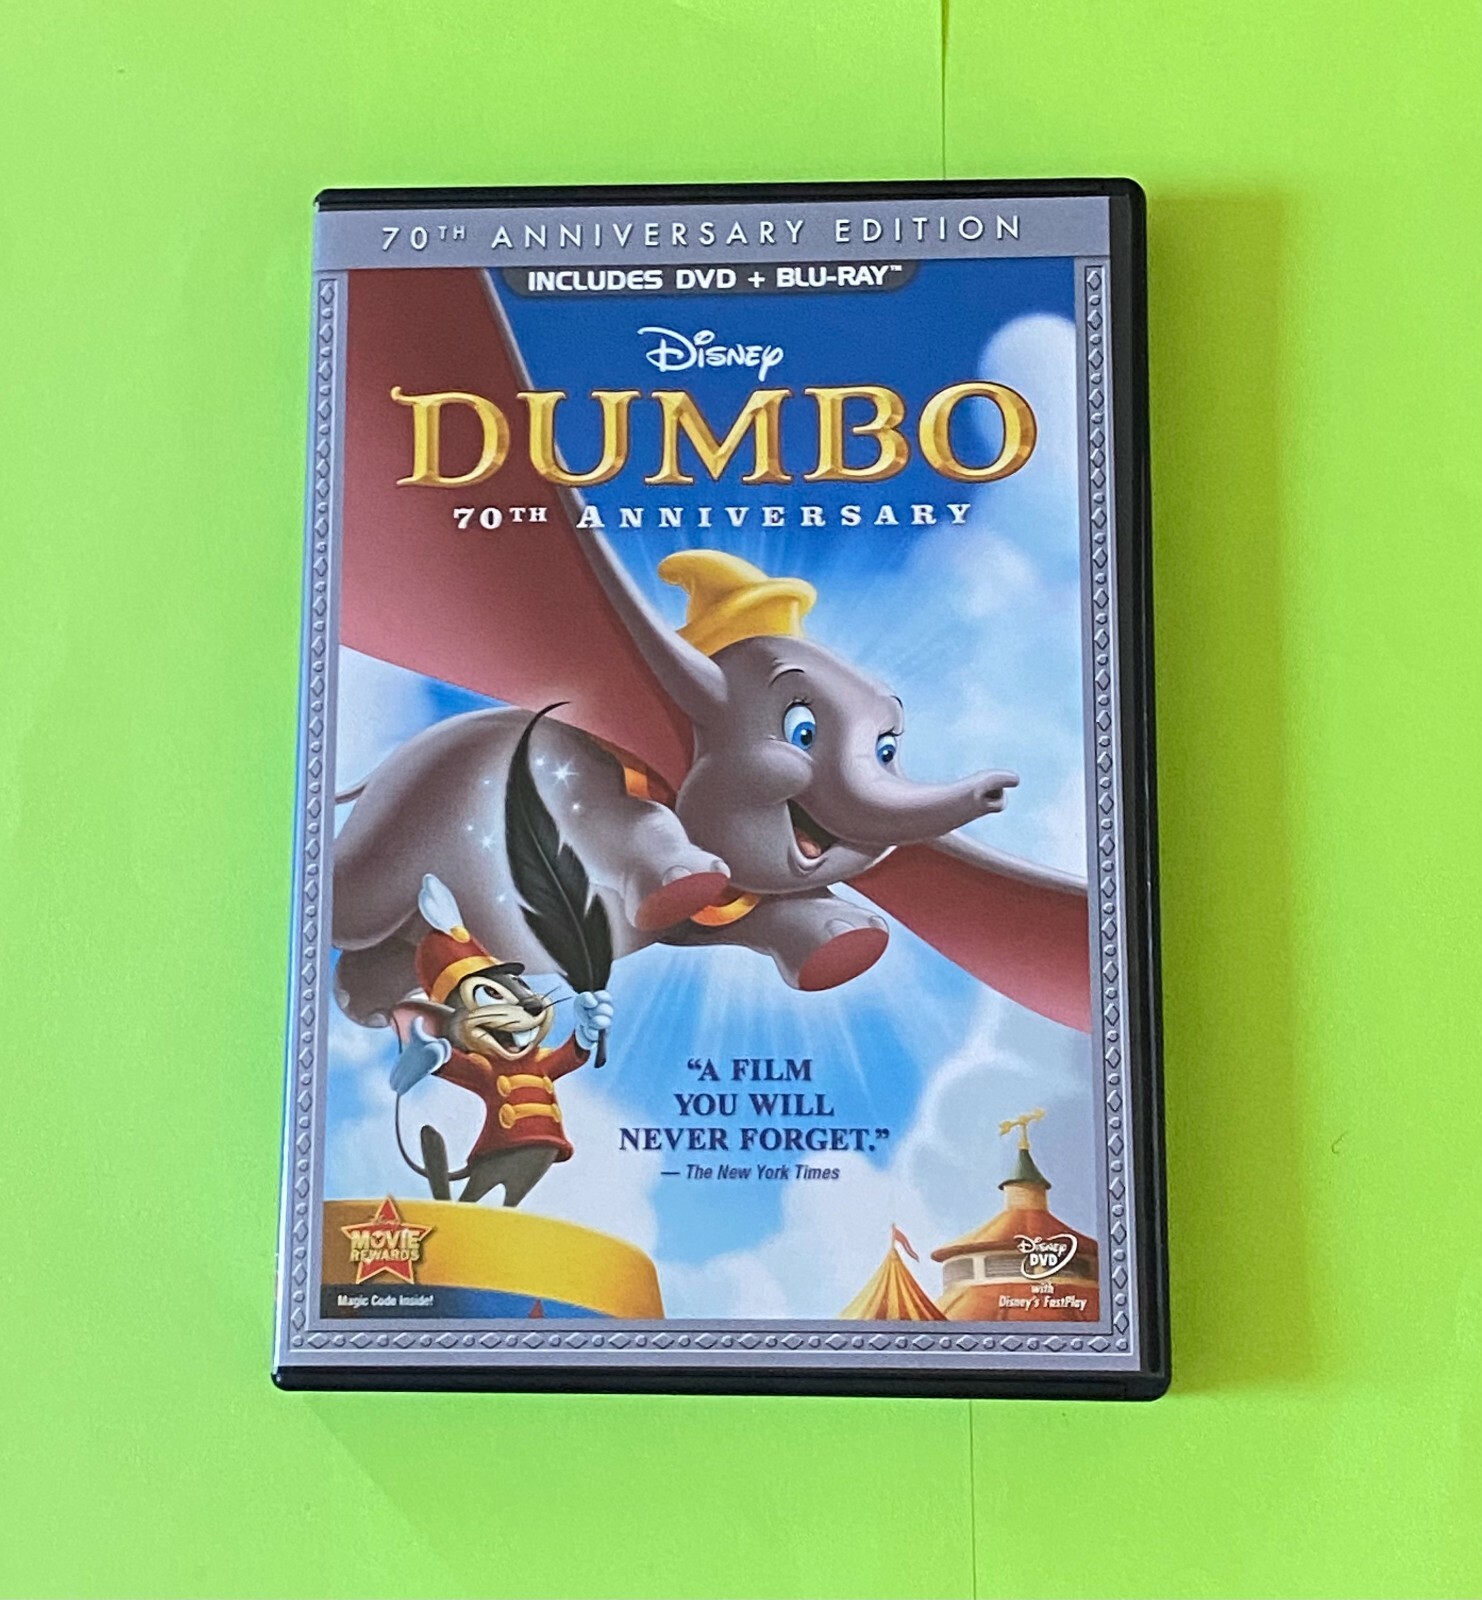 70TH ANNIVERSARY EDITION
INCLUDES DVD + BLU-RAY™
Disney
DUMBO
70TH ANNIVERSARY
“A FILM
YOU WILL
NEVER FORGET.”
— The New York Times
Disney
MOVIE
REWARDS
Magic Code Inside!
Disney
DVD
with
Disney's FastPlay